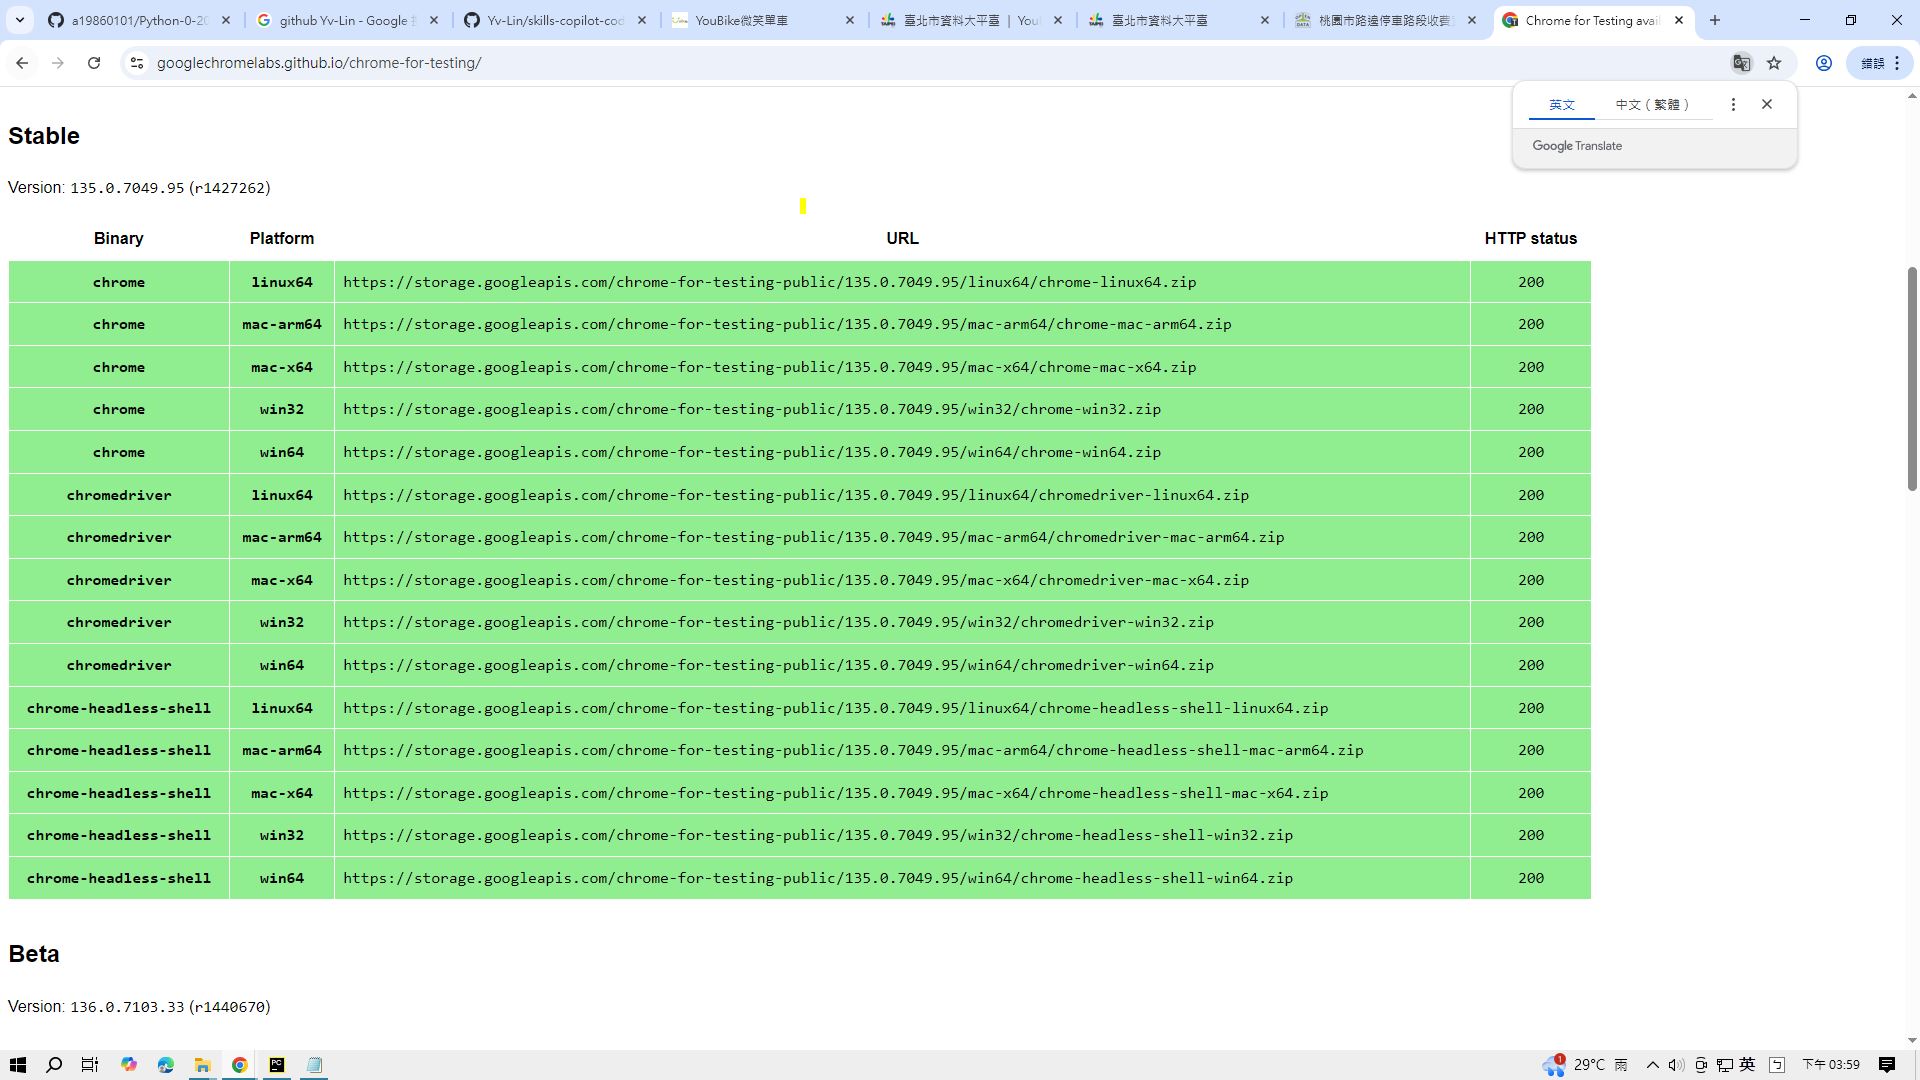 a19860101/Python-0-20
github Yv-Lin - Google
Yv-Lin/skills-copilot-cod
YouBike微笑單車
臺北市資料大平臺 | You
臺北市資料大平臺
桃園市路邊停車路段收費
Chrome for Testing avai
googlechromelabs.github.io/chrome-for-testing/
錯誤
英文
中文（繁體）
Google Translate
Stable
Version: 135.0.7049.95 (r1427262)
Binary Platform URL HTTP status
chrome linux64 https://storage.googleapis.com/chrome-for-testing-public/135.0.7049.95/linux64/chrome-linux64.zip 200
chrome mac-arm64 https://storage.googleapis.com/chrome-for-testing-public/135.0.7049.95/mac-arm64/chrome-mac-arm64.zip 200
chrome mac-x64 https://storage.googleapis.com/chrome-for-testing-public/135.0.7049.95/mac-x64/chrome-mac-x64.zip 200
chrome win32 https://storage.googleapis.com/chrome-for-testing-public/135.0.7049.95/win32/chrome-win32.zip 200
chrome win64 https://storage.googleapis.com/chrome-for-testing-public/135.0.7049.95/win64/chrome-win64.zip 200
chromedriver linux64 https://storage.googleapis.com/chrome-for-testing-public/135.0.7049.95/linux64/chromedriver-linux64.zip 200
chromedriver mac-arm64 https://storage.googleapis.com/chrome-for-testing-public/135.0.7049.95/mac-arm64/chromedriver-mac-arm64.zip 200
chromedriver mac-x64 https://storage.googleapis.com/chrome-for-testing-public/135.0.7049.95/mac-x64/chromedriver-mac-x64.zip 200
chromedriver win32 https://storage.googleapis.com/chrome-for-testing-public/135.0.7049.95/win32/chromedriver-win32.zip 200
chromedriver win64 https://storage.googleapis.com/chrome-for-testing-public/135.0.7049.95/win64/chromedriver-win64.zip 200
chrome-headless-shell linux64 https://storage.googleapis.com/chrome-for-testing-public/135.0.7049.95/linux64/chrome-headless-shell-linux64.zip 200
chrome-headless-shell mac-arm64 https://storage.googleapis.com/chrome-for-testing-public/135.0.7049.95/mac-arm64/chrome-headless-shell-mac-arm64.zip 200
chrome-headless-shell mac-x64 https://storage.googleapis.com/chrome-for-testing-public/135.0.7049.95/mac-x64/chrome-headless-shell-mac-x64.zip 200
chrome-headless-shell win32 https://storage.googleapis.com/chrome-for-testing-public/135.0.7049.95/win32/chrome-headless-shell-win32.zip 200
chrome-headless-shell win64 https://storage.googleapis.com/chrome-for-testing-public/135.0.7049.95/win64/chrome-headless-shell-win64.zip 200
Beta
Version: 136.0.7103.33 (r1440670)
1 29°C 雨 英 ㄅ 下午 03:59